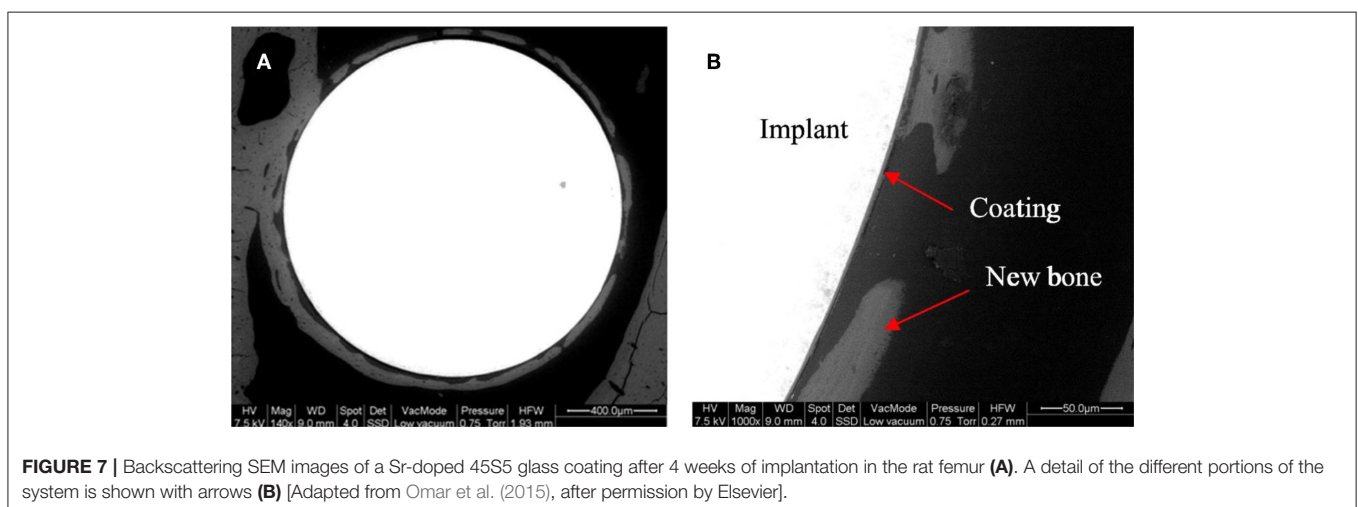 A
HV Mag WD Spot Det VacMode Pressure HFW
7.5 kV 140x 9.0 mm 4.0 SSD Low vacuum 0.75 Torr 1.93 mm
400.0µm
B
Implant
Coating
New bone
HV Mag WD Spot Det VacMode Pressure HFW
7.5 kV 1000x 9.0 mm 4.0 SSD Low vacuum 0.75 Torr 0.27 mm
50.0µm
FIGURE 7 | Backscattering SEM images of a Sr-doped 45S5 glass coating after 4 weeks of implantation in the rat femur (A). A detail of the different portions of the
system is shown with arrows (B) [Adapted from Omar et al. (2015), after permission by Elsevier].